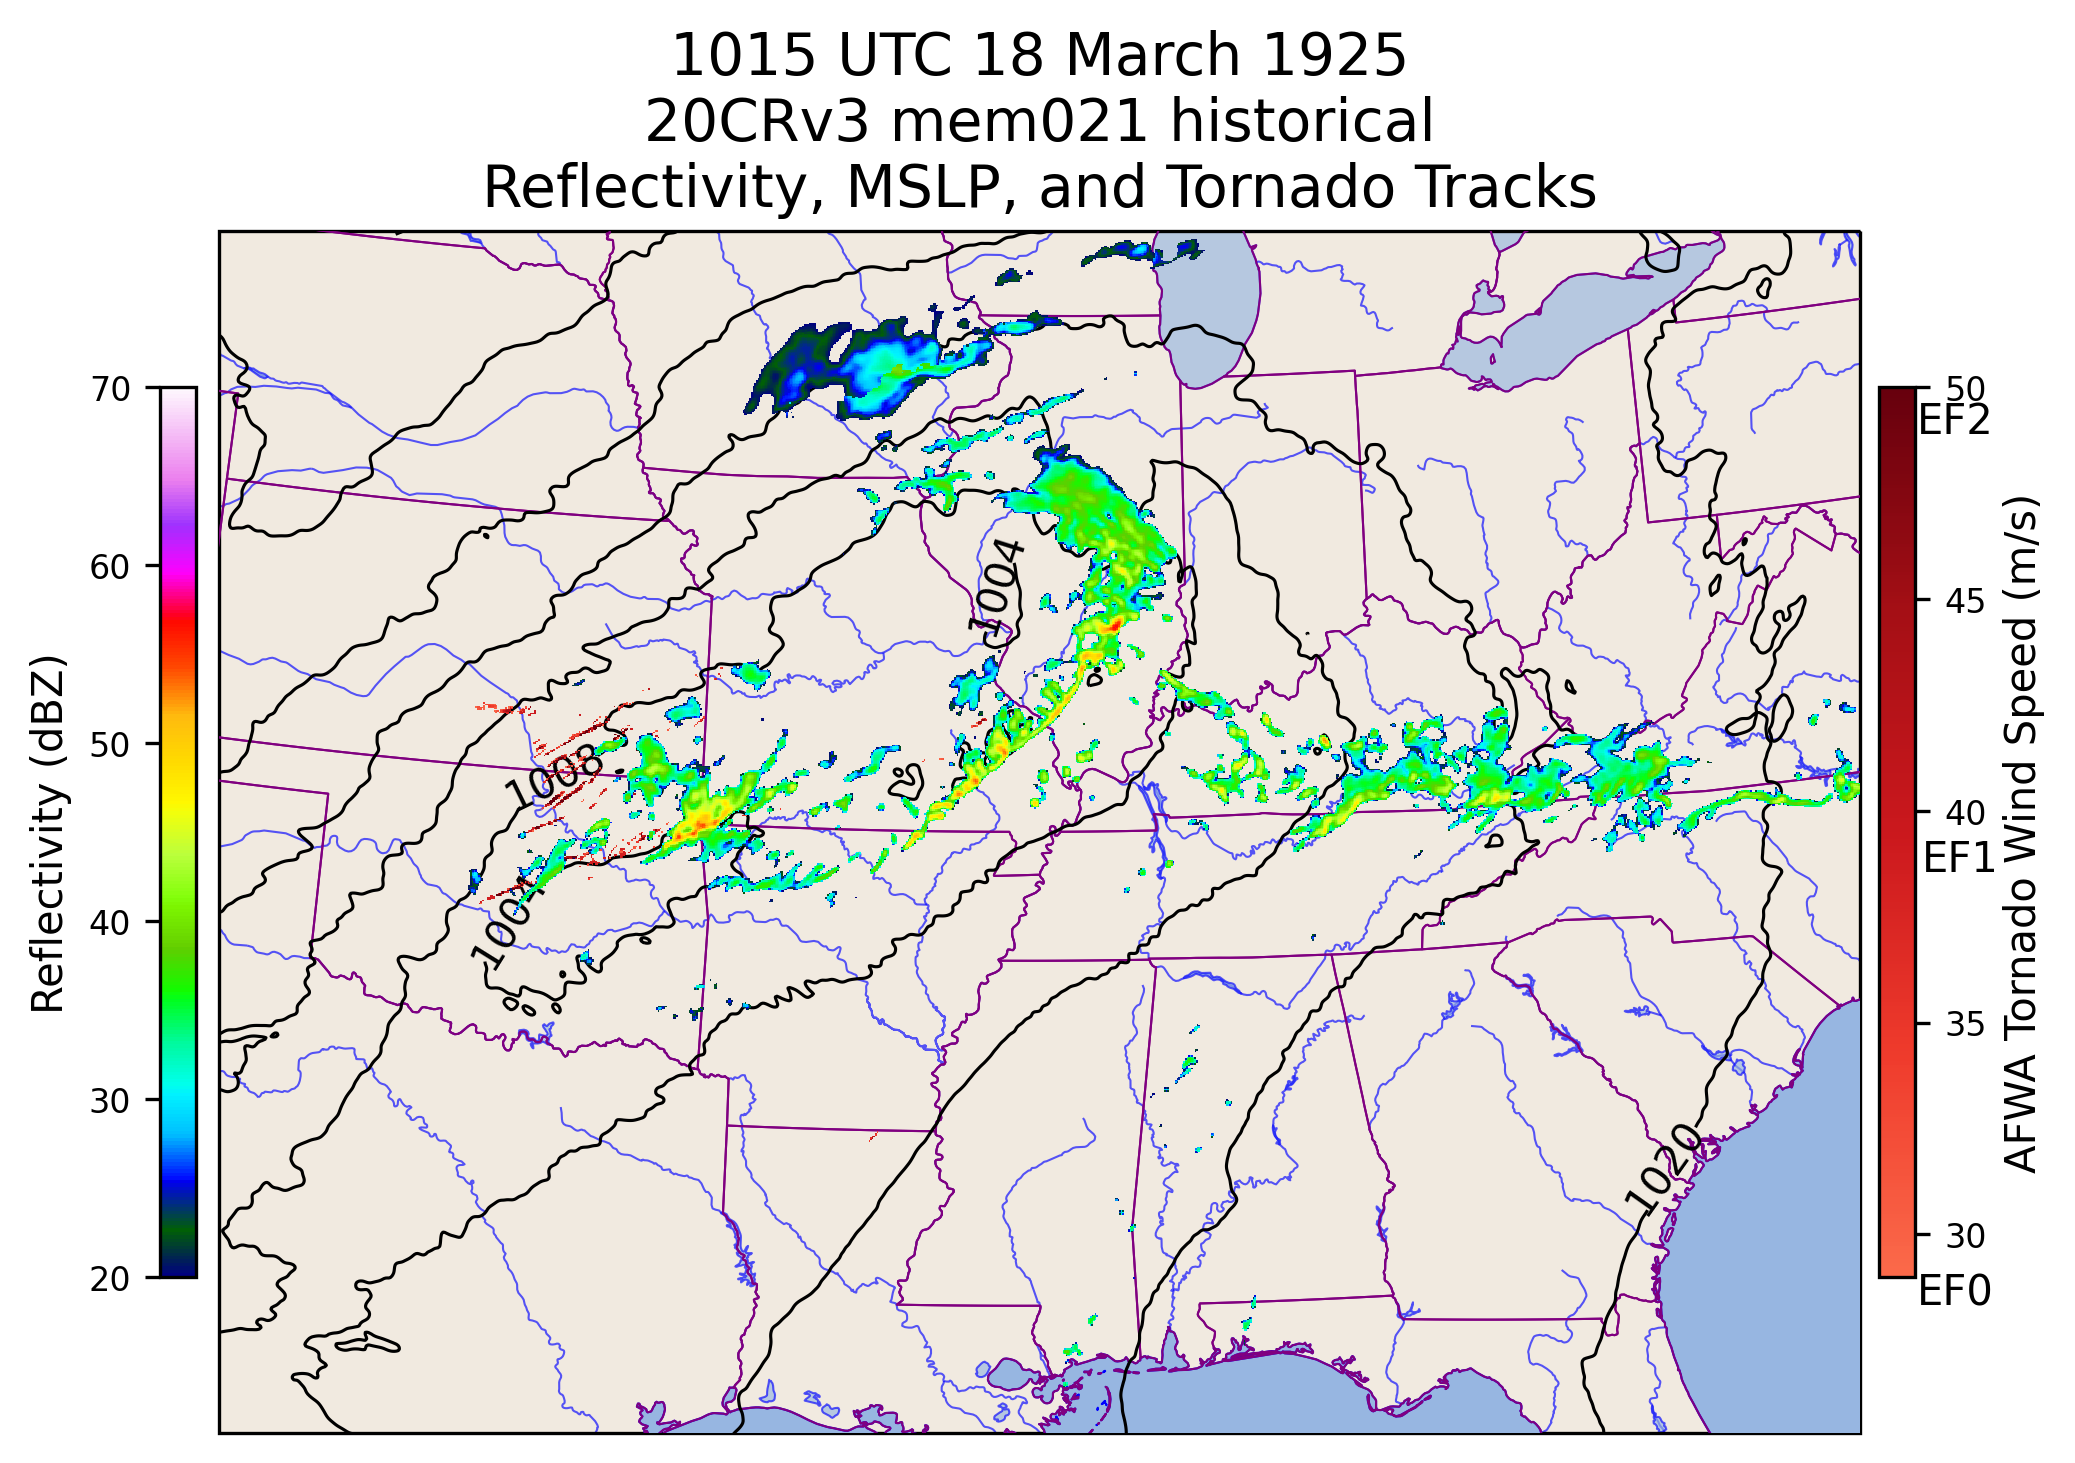 1015 UTC 18 March 1925
20CRv3 mem021 historical
Reflectivity, MSLP, and Tornado Tracks
Reflectivity (dBZ)
70
60
50
40
30
20
1004
1008
1004
1020
50
EF2
45
40
EF1
35
30
EF0
AFWA Tornado Wind Speed (m/s)